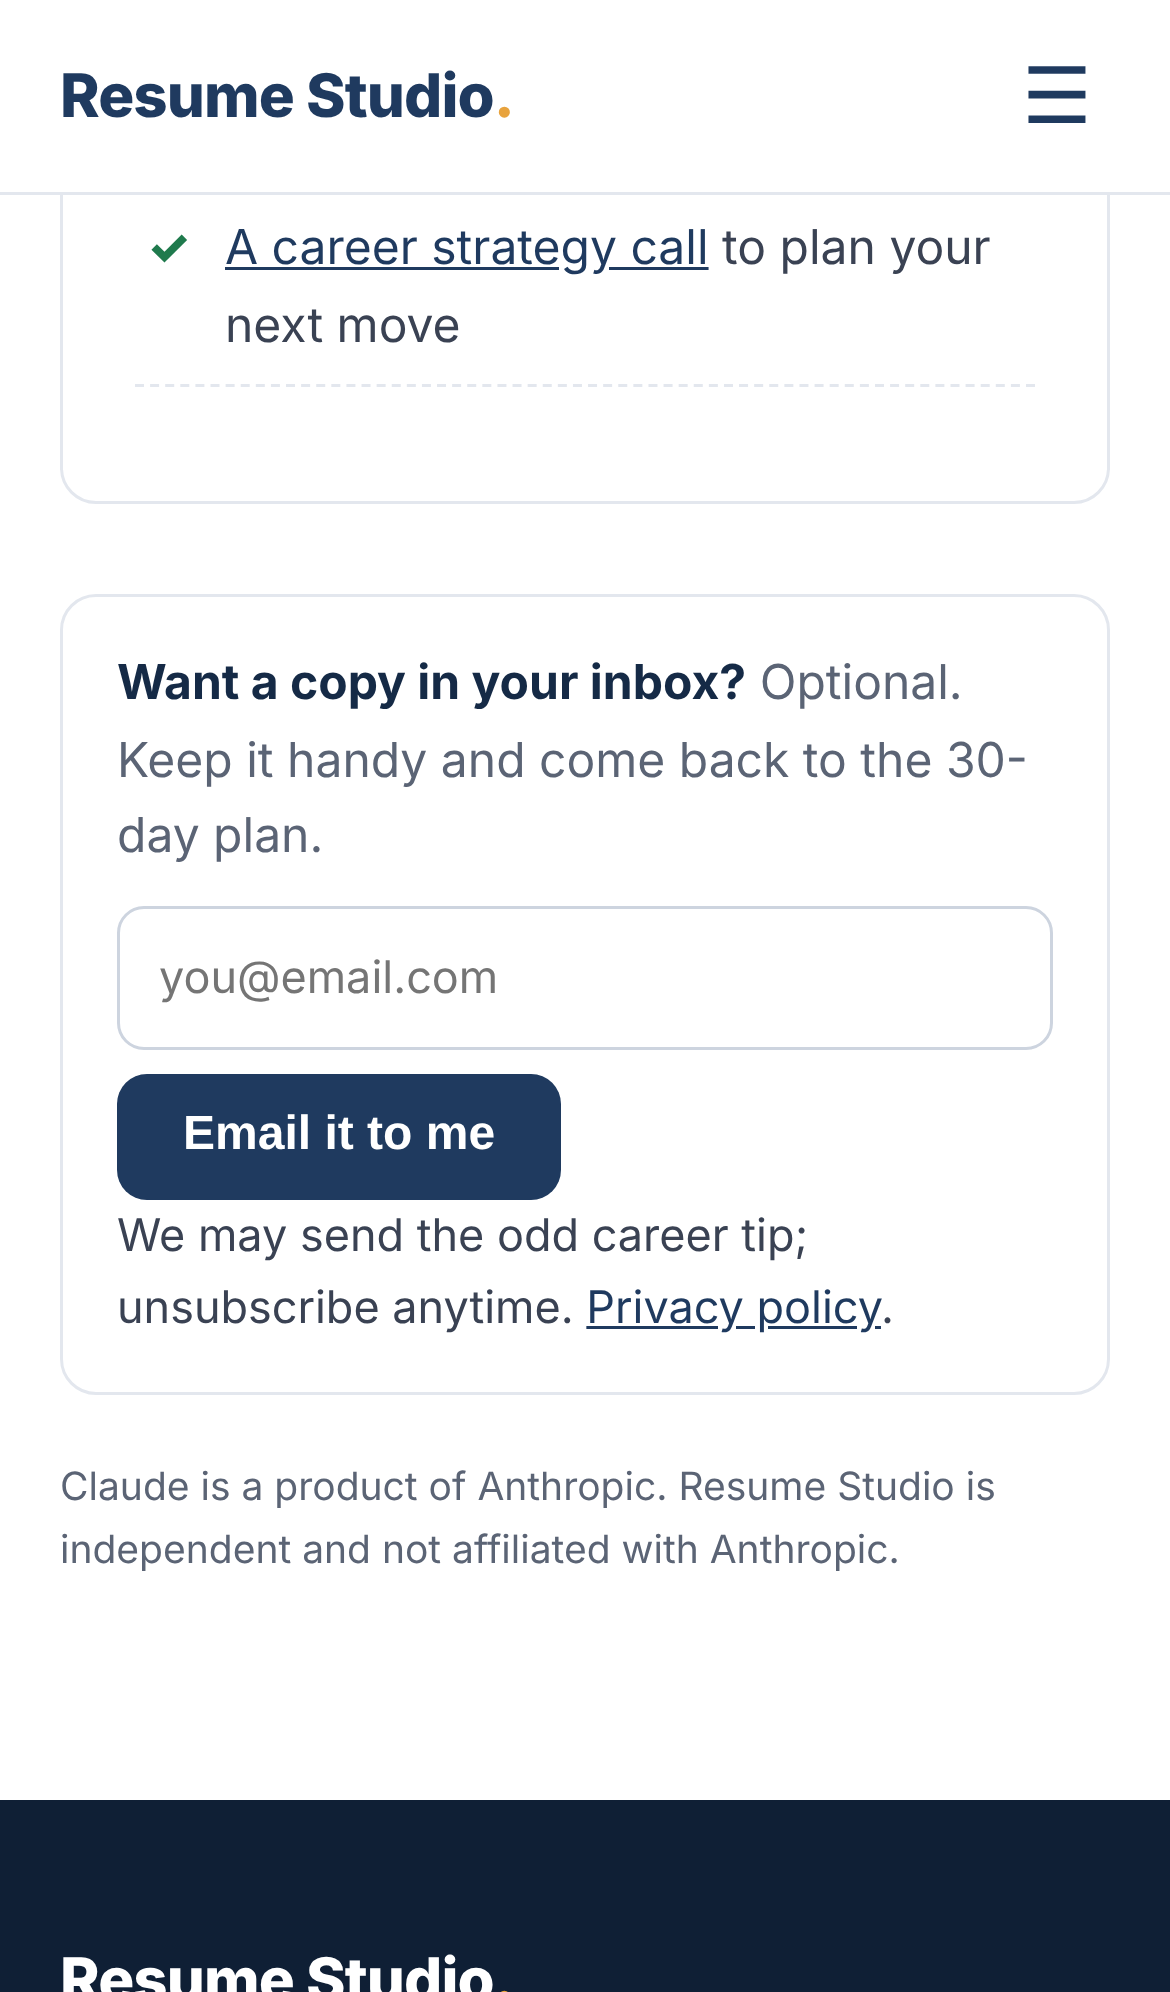 Resume Studio.
A career strategy call to plan your
next move
Want a copy in your inbox? Optional.
Keep it handy and come back to the 30-
day plan.
you@email.com
Email it to me
We may send the odd career tip;
unsubscribe anytime. Privacy policy.
Claude is a product of Anthropic. Resume Studio is
independent and not affiliated with Anthropic.
Resume Studio.